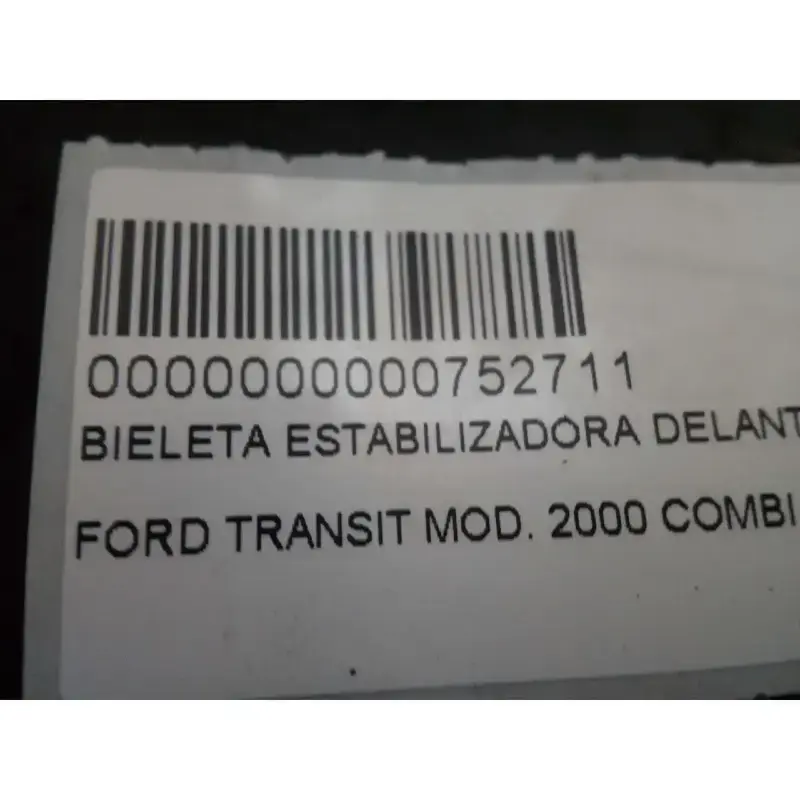 0000000000752711
BIELETA ESTABILIZADORA DELANT
FORD TRANSIT MOD. 2000 COMBI